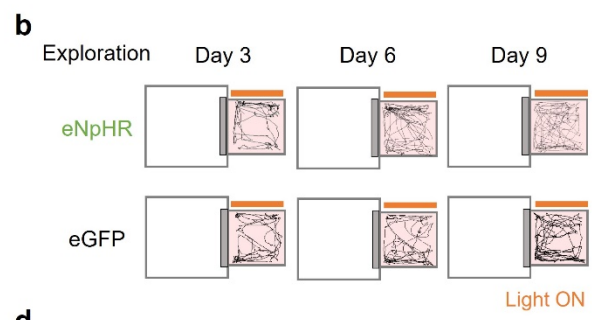 b
Exploration Day 3 Day 6 Day 9
eNpHR
eGFP
Light ON
d